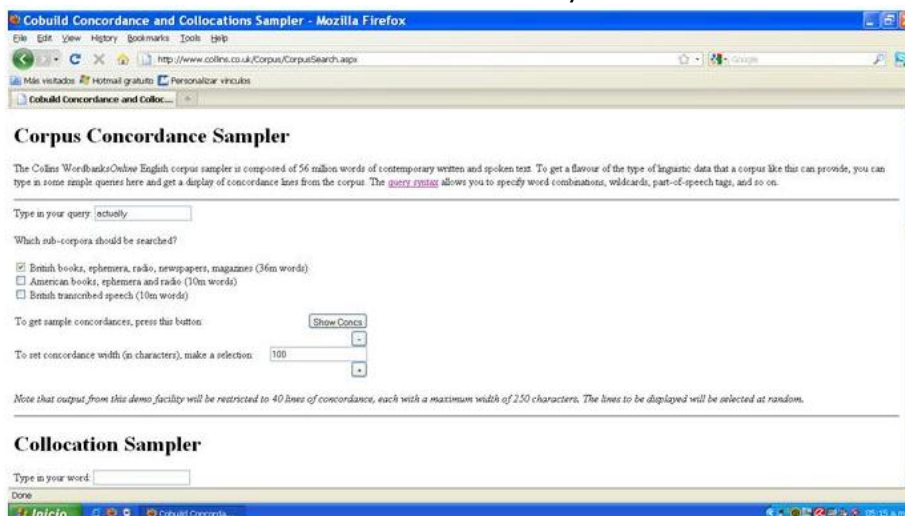 Cobuild Concordance and Collocations Sampler - Mozilla Firefox
File Edit View History Bookmarks Tools Help
http://www.collins.co.uk/Corpus/CorpusSearch.aspx
Google
Más visitados Hotmail gratuito Personalizar vínculos
Cobuild Concordance and Colloc...
Corpus Concordance Sampler
The Collins WordbanksOnline English corpus sampler is composed of 56 million words of contemporary written and spoken text. To get a flavour of the type of linguistic data that a corpus like this can provide, you can
type in some simple queries here and get a display of concordance lines from the corpus. The query syntax allows you to specify word combinations, wildcards, part-of-speech tags, and so on.
Type in your query: actually
Which sub-corpora should be searched?
British books, ephemera, radio, newspapers, magazines (36m words)
American books, ephemera and radio (10m words)
British transcribed speech (10m words)
To get sample concordances, press this button: Show Concs
To set concordance width (in characters), make a selection: 100
Note that output from this demo facility will be restricted to 40 lines of concordance, each with a maximum width of 250 characters. The lines to be displayed will be selected at random.
Collocation Sampler
Type in your word:
Done
Inicio Cobuild Concorda... 05:15 a.m.